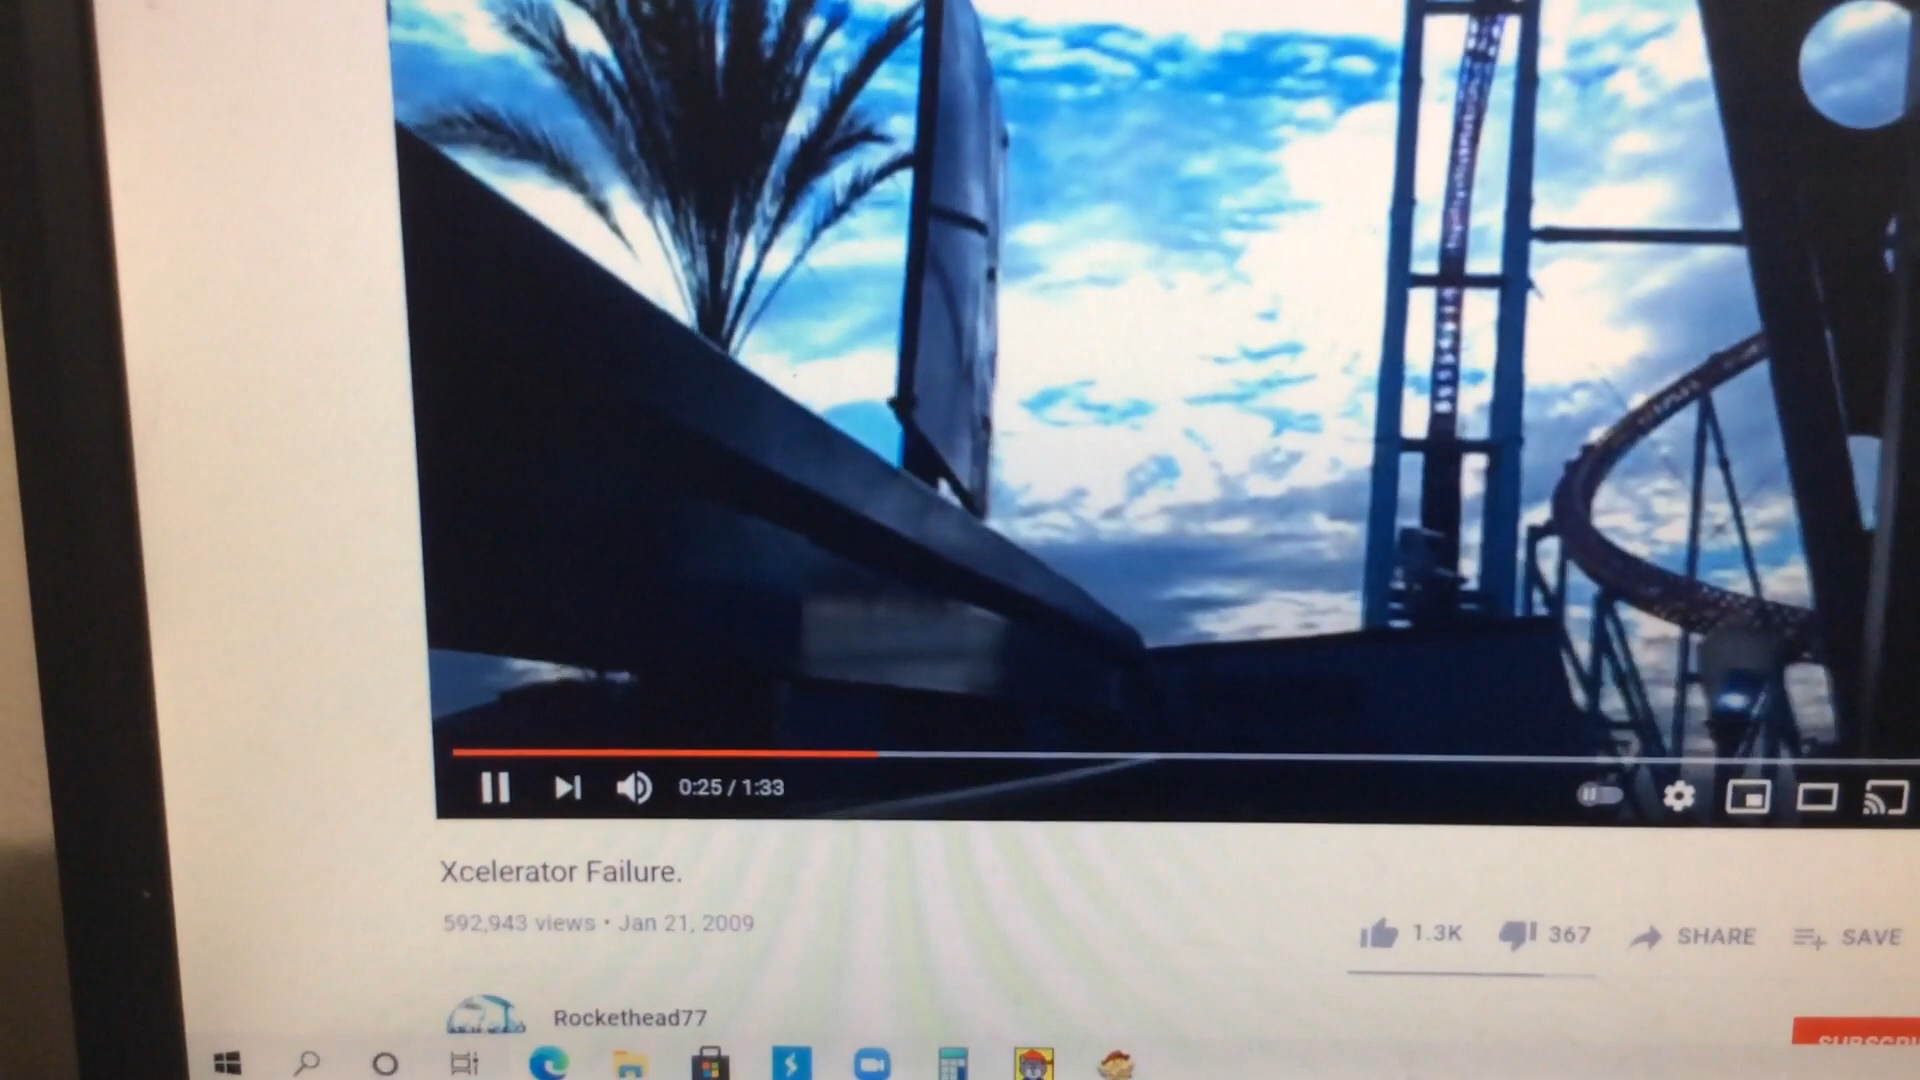 0:25 / 1:33
Xcelerator Failure.
592,943 views • Jan 21, 2009
1.3K 367 SHARE SAVE
Rockethead77